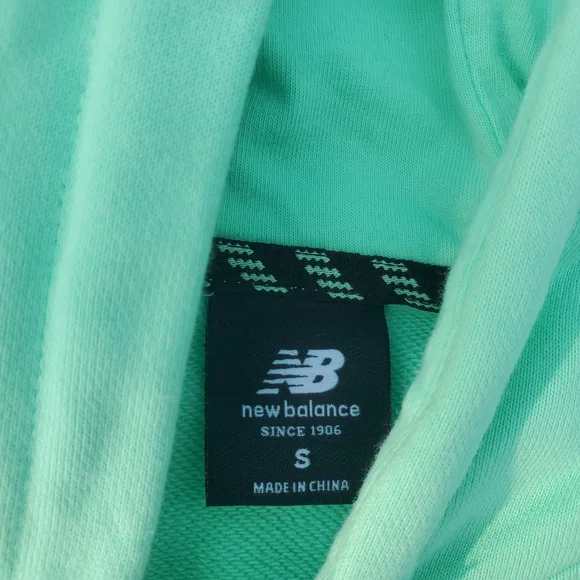 NB
new balance
SINCE 1906
S
MADE IN CHINA